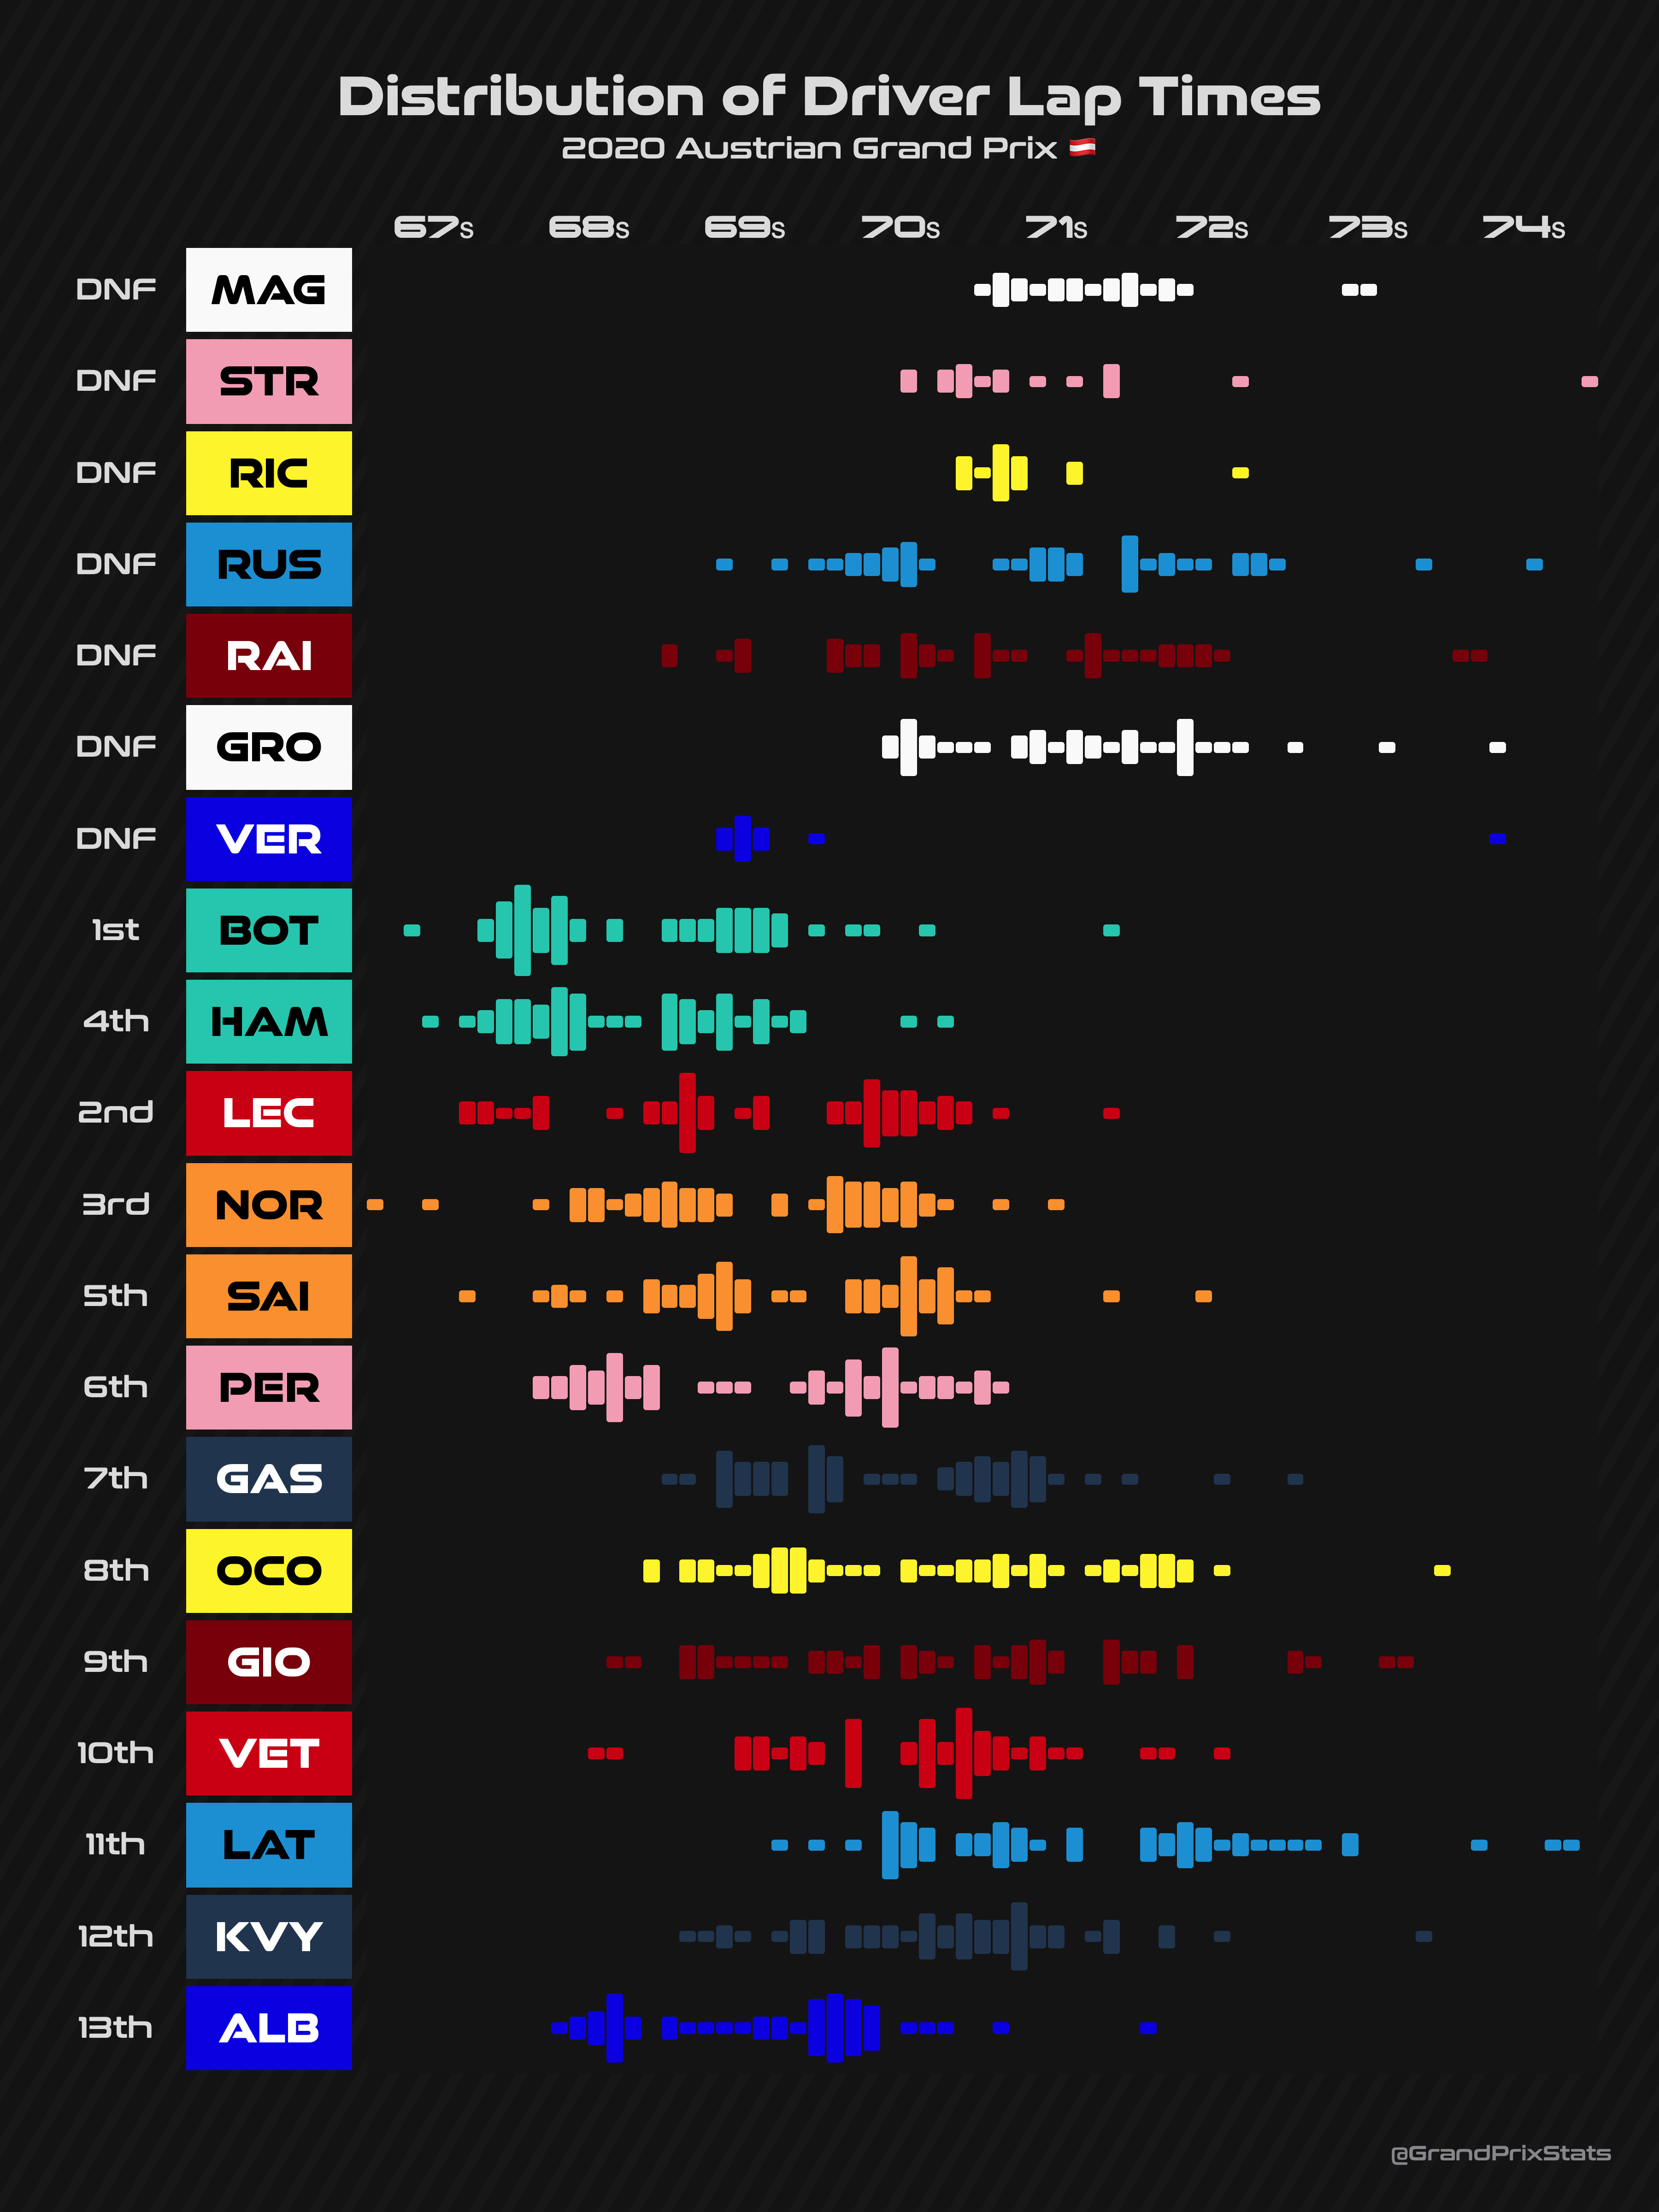 Distribution of Driver Lap Times
2020 Austrian Grand Prix 🇦🇹
67s 68s 69s 70s 71s 72s 73s 74s
DNF MAG
DNF STR
DNF RIC
DNF RUS
DNF RAI
DNF GRO
DNF VER
1st BOT
4th HAM
2nd LEC
3rd NOR
5th SAI
6th PER
7th GAS
8th OCO
9th GIO
10th VET
11th LAT
12th KVY
13th ALB
@GrandPrixStats